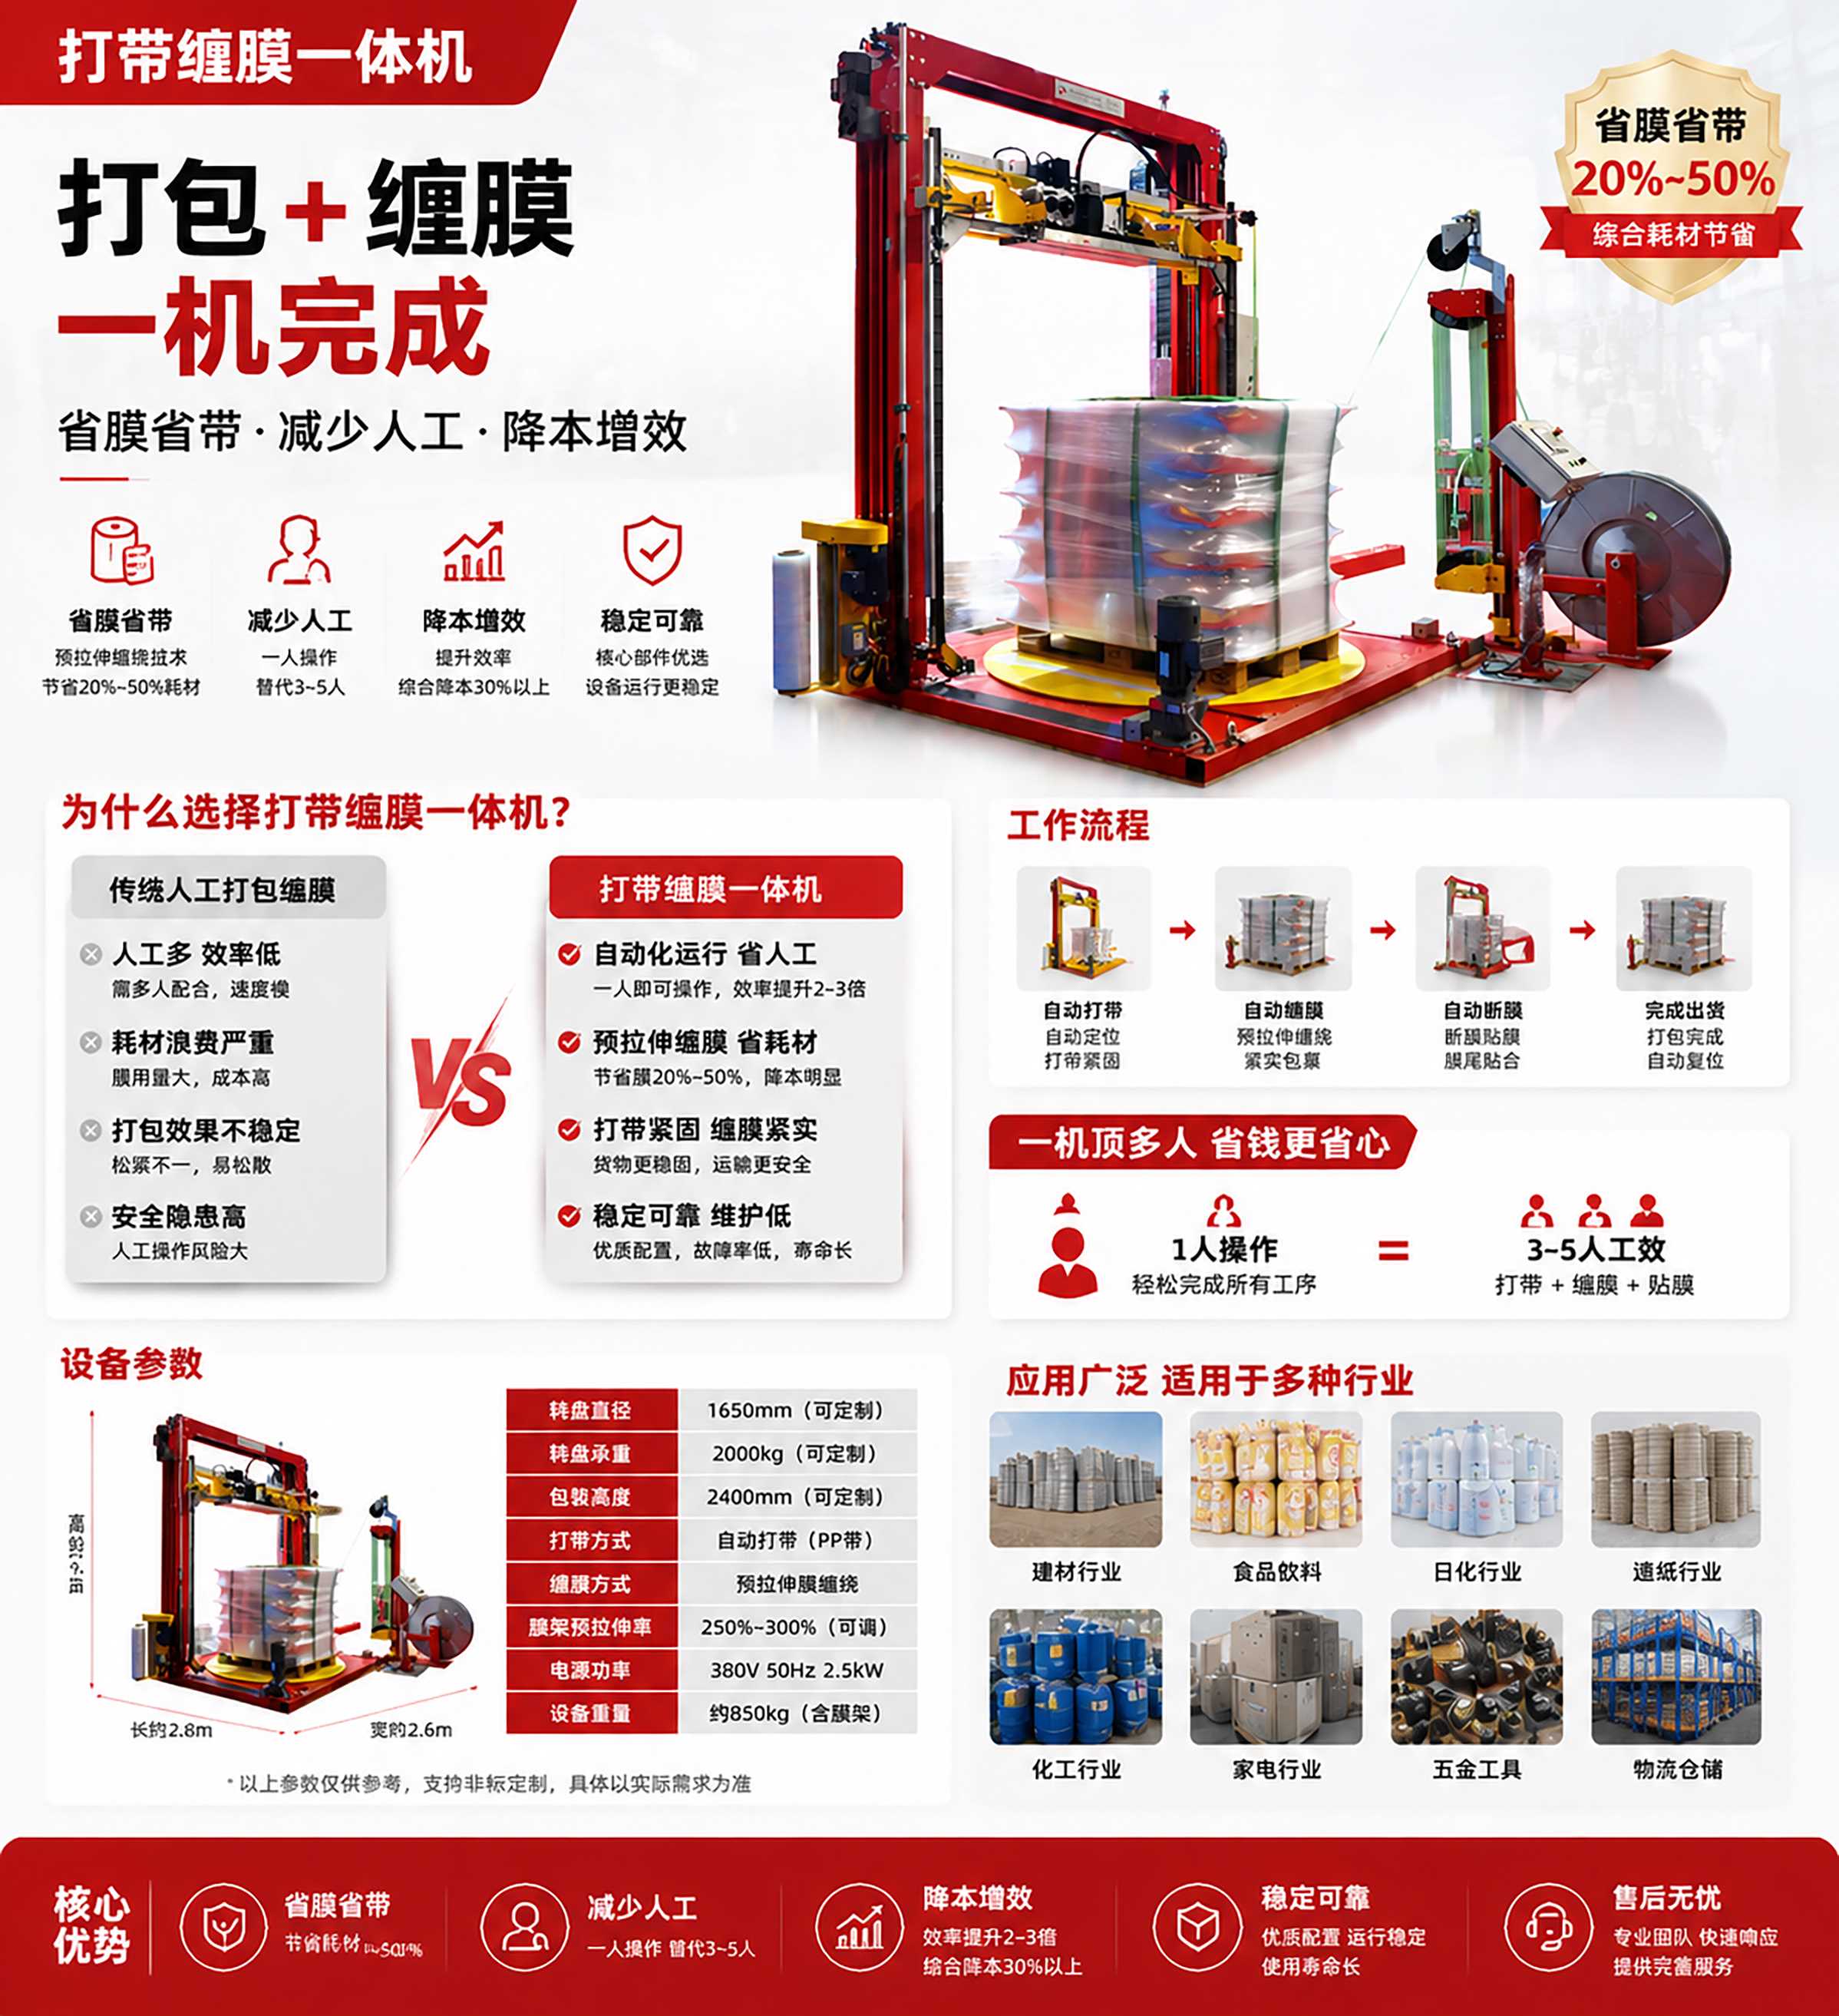 打带缠膜一体机
打包+缠膜
一机完成
省膜省带·减少人工·降本增效
省膜省带
20%~50%
综合耗材节省
省膜省带
节省20%~50%耗材
减少人工
一人操作
替代3~5人
降本增效
提升效率
综合降本30%以上
稳定可靠
核心部件优选
设备运行更稳定
为什么选择打带缠膜一体机？
传统人工打包缠膜
人工多 效率低
需多人配合，速度慢
耗材浪费严重
膜用量大，成本高
打包效果不稳定
松紧不一，易松散
安全隐患高
人工操作风险大
VS
打带缠膜一体机
自动化运行 省人工
一人即可操作，效率提升2-3倍
预拉伸缠膜 省耗材
节省膜20%~50%，降本明显
打带紧固 缠膜紧实
货物更稳固，运输更安全
稳定可靠 维护低
优质配置，故障率低，寿命长
工作流程
自动打带
自动定位
打带紧固
自动缠膜
预拉伸缠绕
紧实包裹
自动断膜
断膜贴膜
膜尾贴合
完成出货
打包完成
自动复位
一机顶多人 省钱更省心
1人操作
轻松完成所有工序
=
3~5人工效
打带 + 缠膜 + 贴膜
设备参数
长约2.8m
宽约2.6m
转盘直径 1650mm（可定制）
转盘承重 2000kg（可定制）
包装高度 2400mm（可定制）
打带方式 自动打带（PP带）
缠膜方式 预拉伸膜缠绕
膜架预拉伸率 250%~300%（可调）
电源功率 380V 50Hz 2.5kW
设备重量 约850kg（含膜架）
* 以上参数仅供参考，支持非标定制，具体以实际需求为准
应用广泛 适用于多种行业
建材行业
食品饮料
日化行业
造纸行业
化工行业
家电行业
五金工具
物流仓储
核心
优势
省膜省带
节省耗材
减少人工
一人操作 替代3~5人
降本增效
效率提升2-3倍
综合降本30%以上
稳定可靠
优质配置 运行稳定
使用寿命长
售后无忧
专业团队 快速响应
提供完善服务